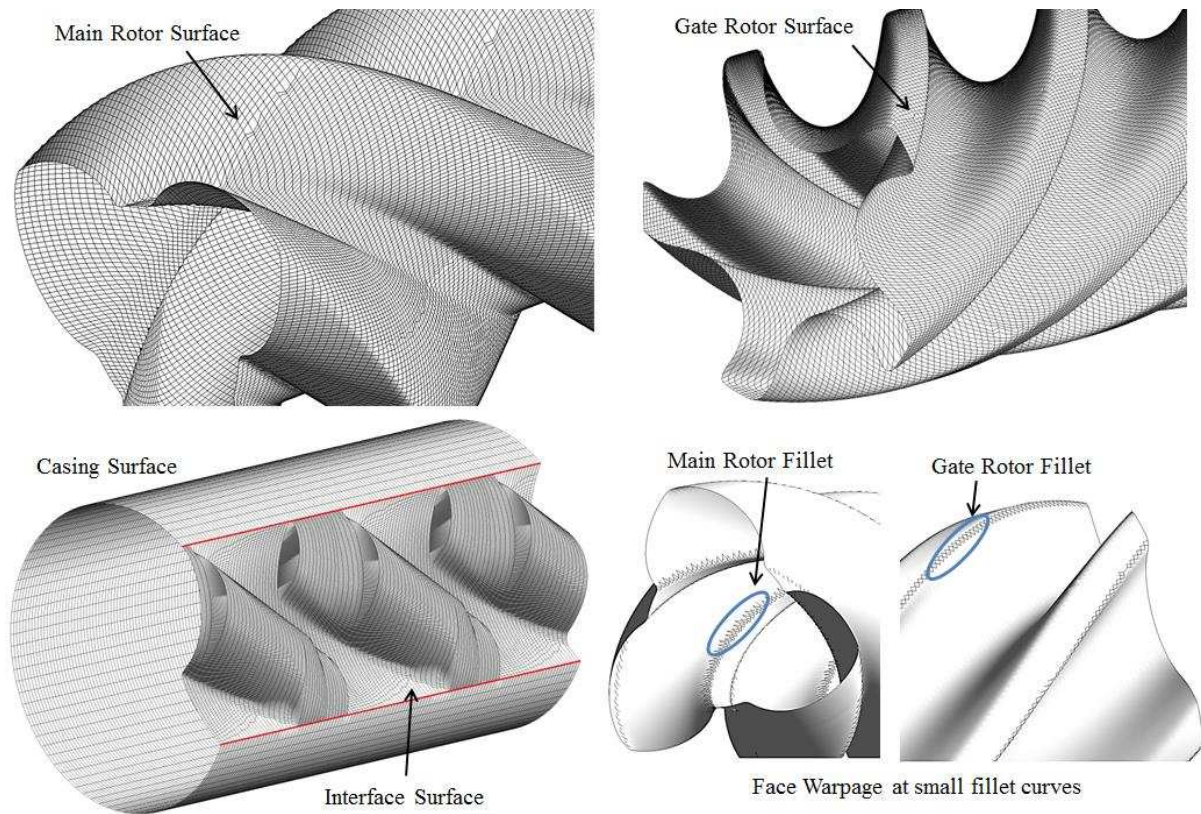 Main Rotor Surface
Gate Rotor Surface
Casing Surface
Interface Surface
Main Rotor Fillet
Gate Rotor Fillet
Face Warpage at small fillet curves